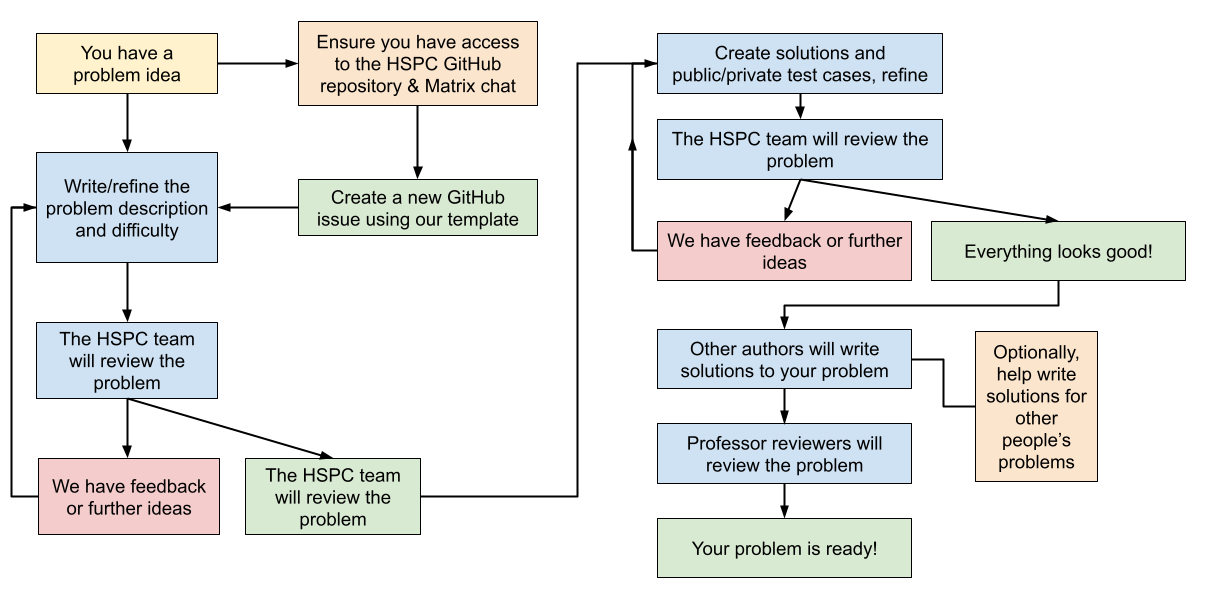 You have a
problem idea
Ensure you have access
to the HSPC GitHub
repository & Matrix chat
Write/refine the
problem description
and difficulty
Create a new GitHub
issue using our template
The HSPC team
will review the
problem
We have feedback
or further ideas
The HSPC team
will review the
problem
Create solutions and
public/private test cases, refine
The HSPC team will review the
problem
We have feedback or further
ideas
Everything looks good!
Other authors will write
solutions to your problem
Optionally,
help write
solutions for
other
people's
problems
Professor reviewers will
review the problem
Your problem is ready!